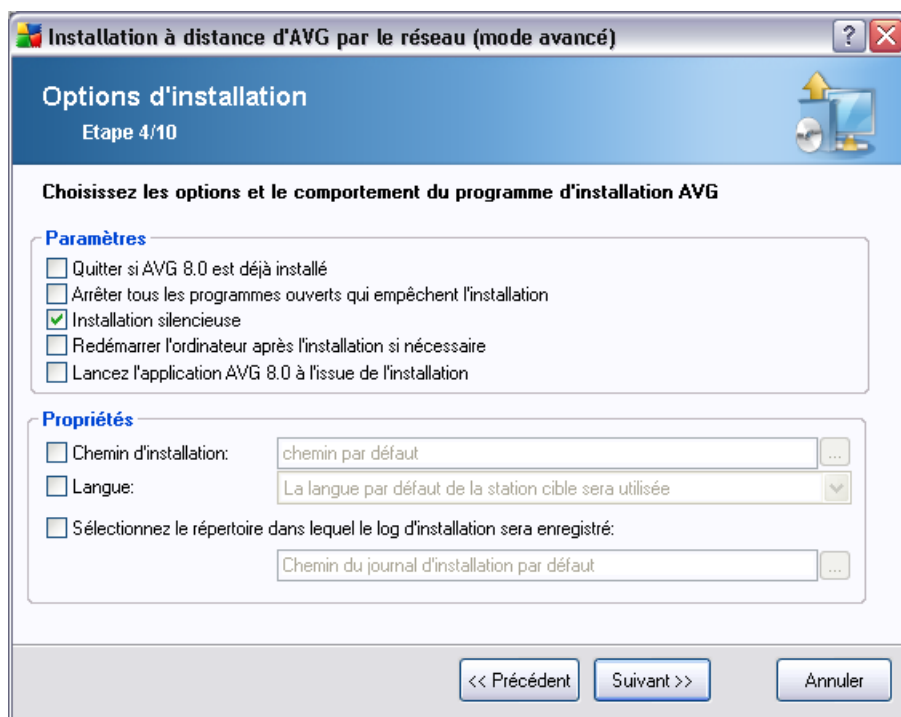 Installation à distance d'AVG par le réseau (mode avancé)
Options d'installation
Etape 4/10
Choisissez les options et le comportement du programme d'installation AVG
Paramètres
Quitter si AVG 8.0 est déjà installé
Arrêter tous les programmes ouverts qui empêchent l'installation
Installation silencieuse
Redémarrer l'ordinateur après l'installation si nécessaire
Lancez l'application AVG 8.0 à l'issue de l'installation
Propriétés
Chemin d'installation: chemin par défaut ...
Langue: La langue par défaut de la station cible sera utilisée
Sélectionnez le répertoire dans lequel le log d'installation sera enregistré:
Chemin du journal d'installation par défaut ...
<< Précédent Suivant >> Annuler